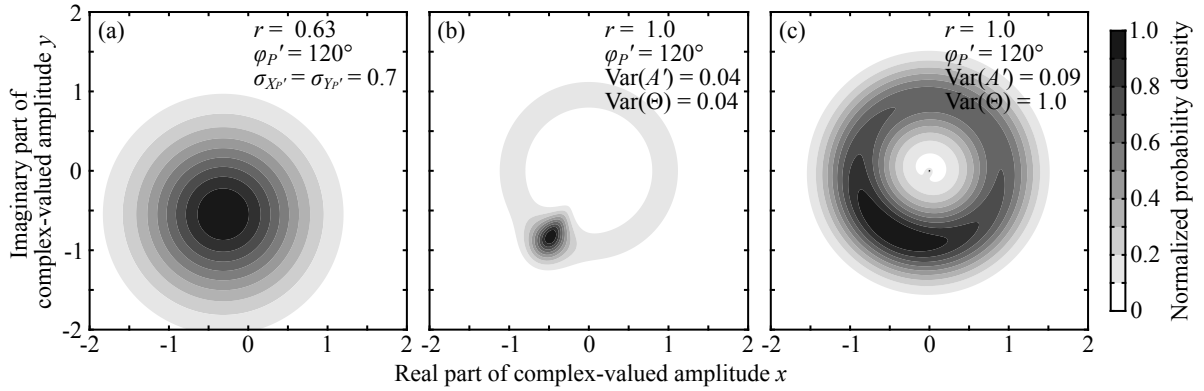 (a)
r = 0.63
φP′ = 120°
σXP′ = σYP′ = 0.7
(b)
r = 1.0
φP′ = 120°
Var(A′) = 0.04
Var(Θ) = 0.04
(c)
r = 1.0
φP′ = 120°
Var(A′) = 0.09
Var(Θ) = 1.0
Imaginary part of
complex-valued amplitude y
2
1
0
-1
-2
-2 -1 0 1 2
-2 -1 0 1 2
-2 -1 0 1 2
Real part of complex-valued amplitude x
1.0
0.8
0.6
0.4
0.2
0
Normalized probability density